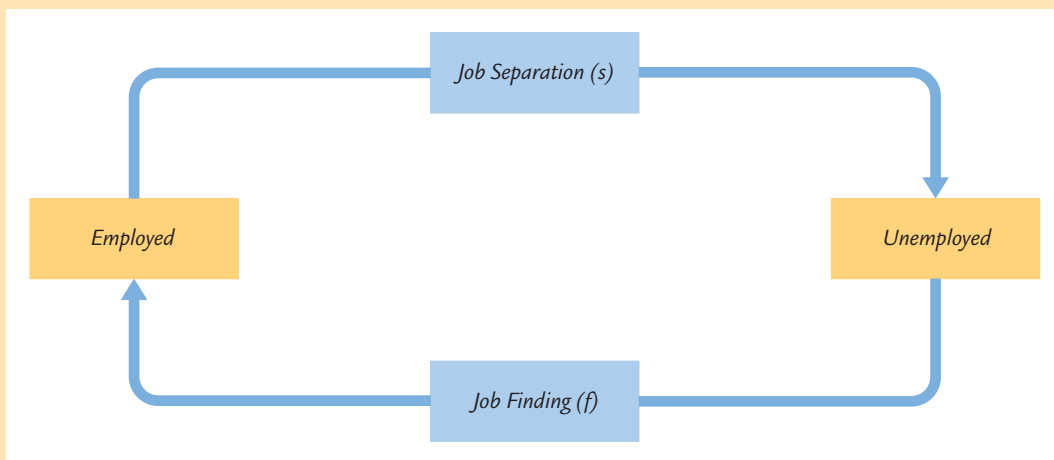 Job Separation (s)
Employed
Unemployed
Job Finding (f)